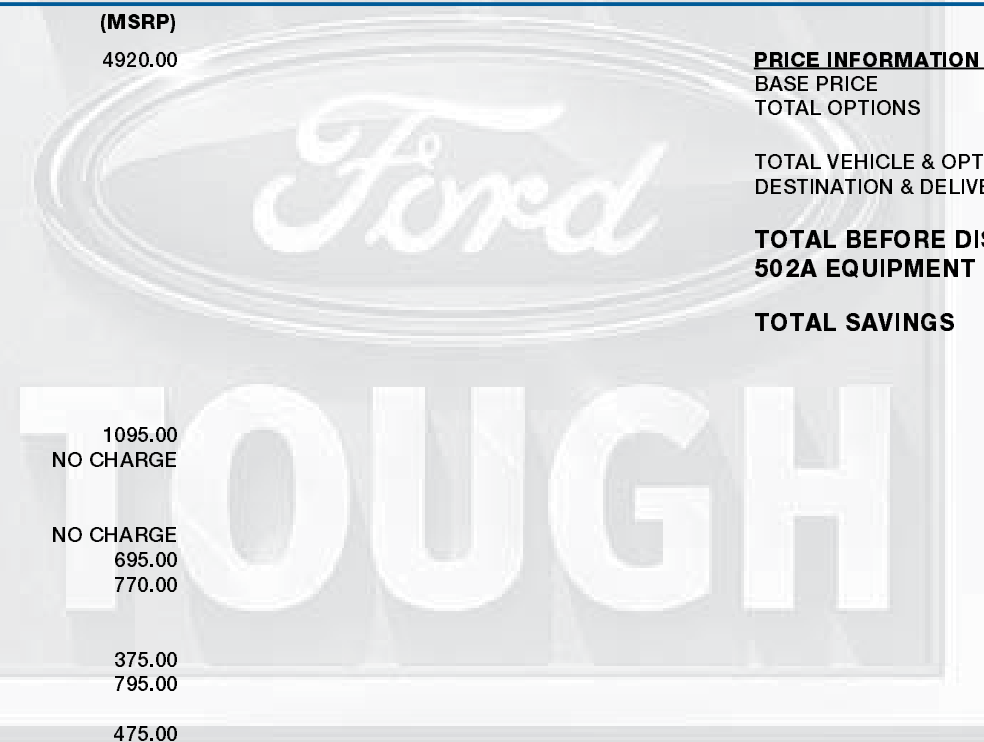 (MSRP)
4920.00
1095.00
NO CHARGE
NO CHARGE
695.00
770.00
375.00
795.00
475.00
PRICE INFORMATION
BASE PRICE
TOTAL OPTIONS
TOTAL VEHICLE & OPT
DESTINATION & DELIVE
TOTAL BEFORE DIS
502A EQUIPMENT
TOTAL SAVINGS
Ford
TOUGH